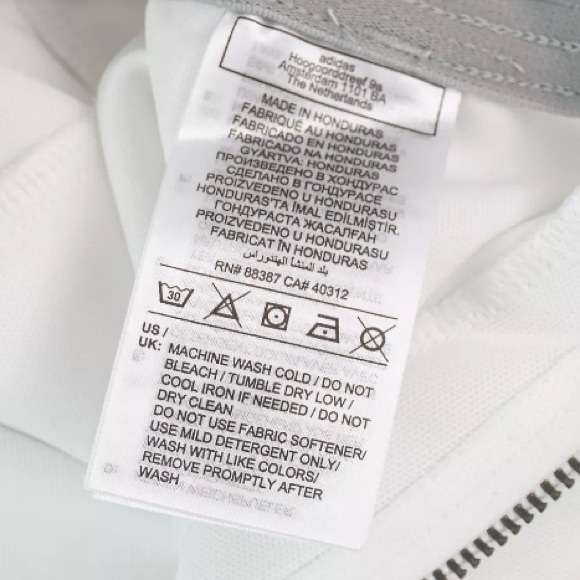 adidas
Hoogoorddreef 9a
Amsterdam 1101 BA
The Netherlands
MADE IN HONDURAS
FABRIQUÉ AU HONDURAS
FABRICADO EN HONDURAS
FABRICADO NA HONDURAS
GYÁRTVA: HONDURAS
ПРОИЗВЕДЕНО В ХОНДУРАС
СДЕЛАНО В ГОНДУРАСЕ
PROIZVEDENO U HONDURASU
HONDURAS'TA İMAL EDİLMİŞTİR.
ГОНДУРАСТА ЖАСАЛҒАН
PROIZVEDENO U HONDURASU
FABRICAT ÎN HONDURAS
بلد المنشأ الهندوراس
RN# 88387 CA# 40312
30
US /
UK: MACHINE WASH COLD / DO NOT
BLEACH / TUMBLE DRY LOW /
COOL IRON IF NEEDED / DO NOT
DRY CLEAN
DO NOT USE FABRIC SOFTENER/
USE MILD DETERGENT ONLY/
WASH WITH LIKE COLORS/
REMOVE PROMPTLY AFTER
WASH